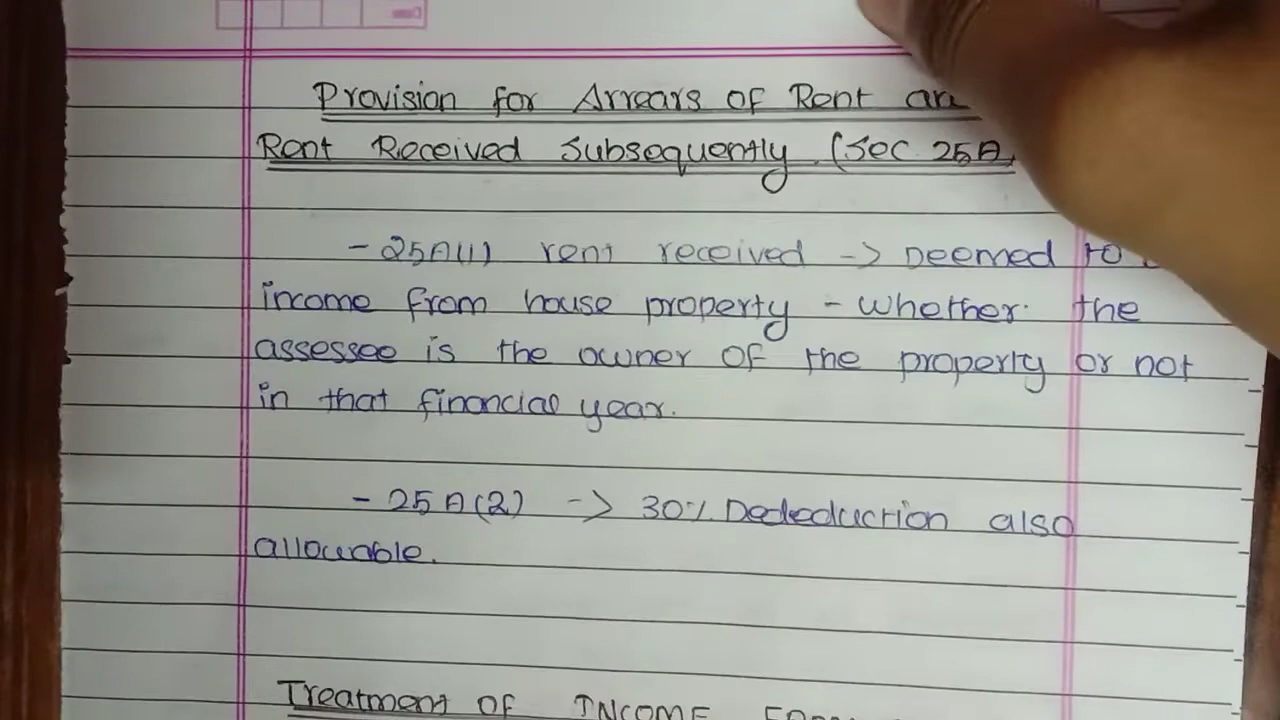 Provision for Arrears of Rent an
Rent Received Subsequently (Sec 25A
- 25A(1) rent received -> Deemed to
income from house property - whether the
assessee is the owner of the property or not
in that financial year.
- 25A(2) -> 30% Dededuction also
allowable.
Treatment of INCOME